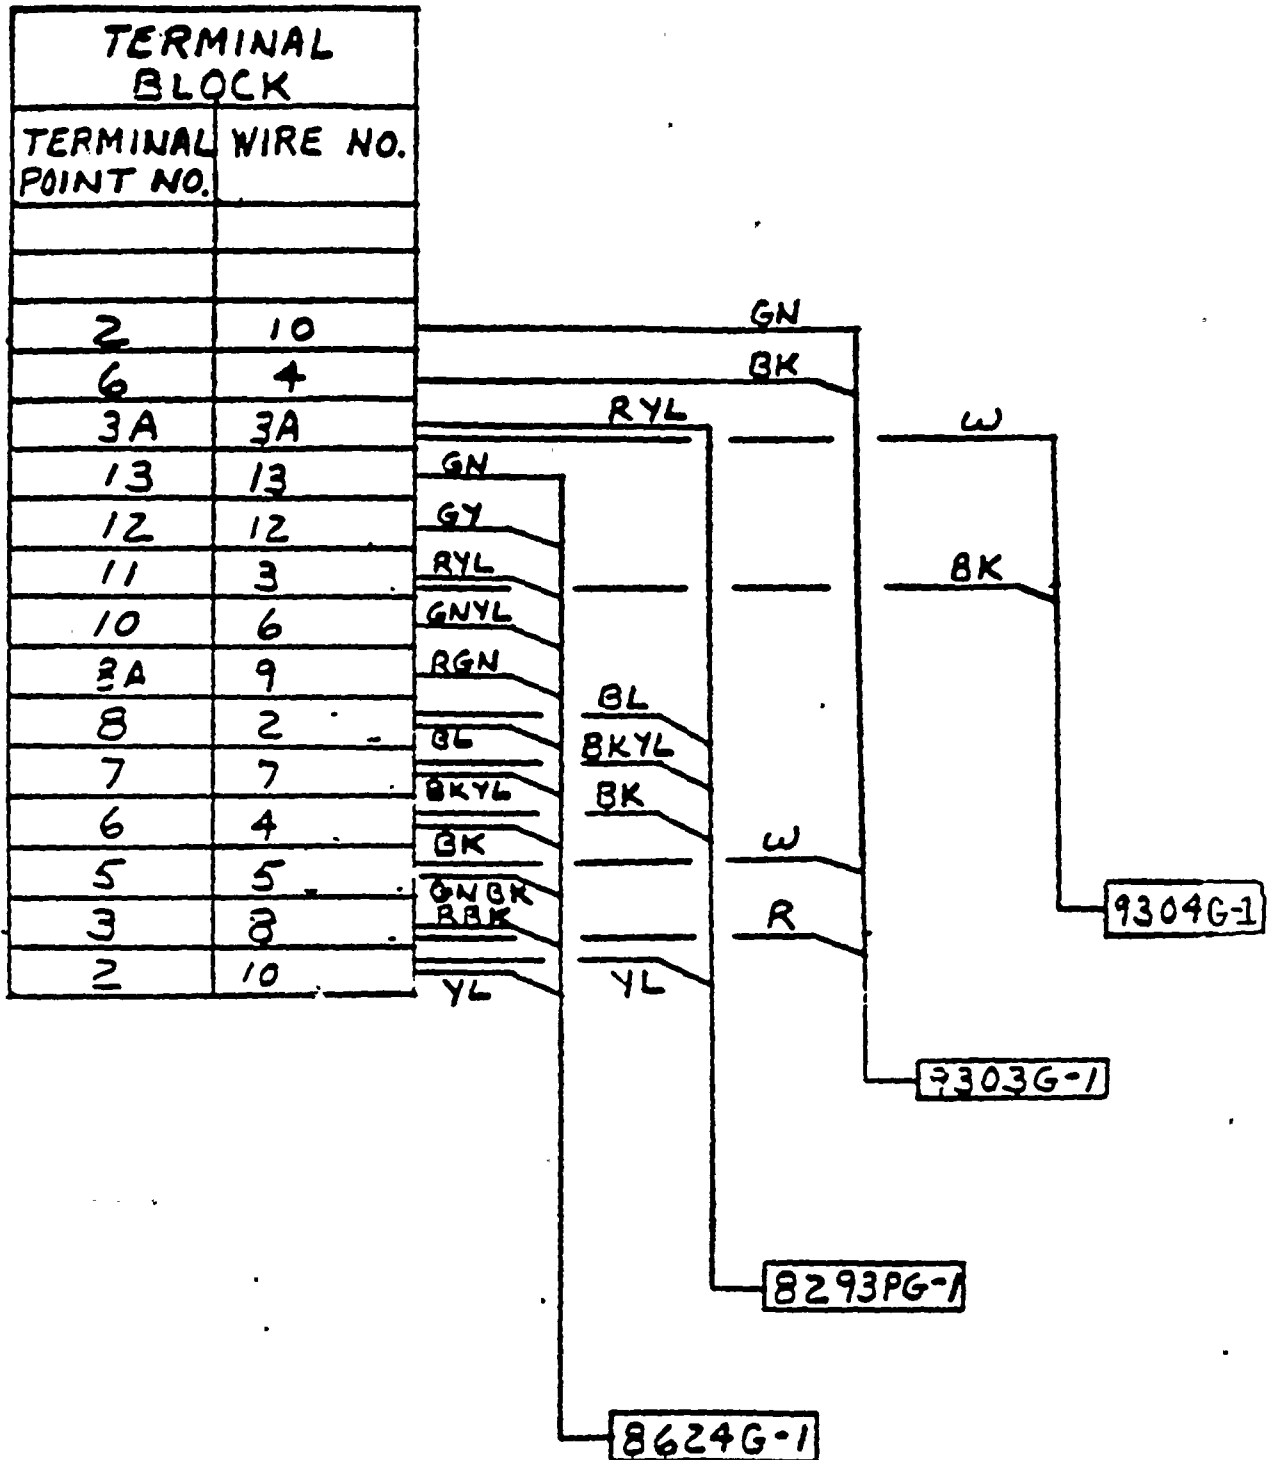 TERMINAL
BLOCK
TERMINAL WIRE NO.
POINT NO.
2 10 GN
6 4 BK
3A 3A RYL W
13 13 GN
12 12 GY
11 3 RYL BK
10 6 GNYL
9 RGN
8 2 BL BL
7 7 BKYL BKYL
6 4 BK BK
5 5 GNBK W
3 8 RBK R
2 10 YL YL
9304G-1
9303G-1
8293PG-1
8624G-1